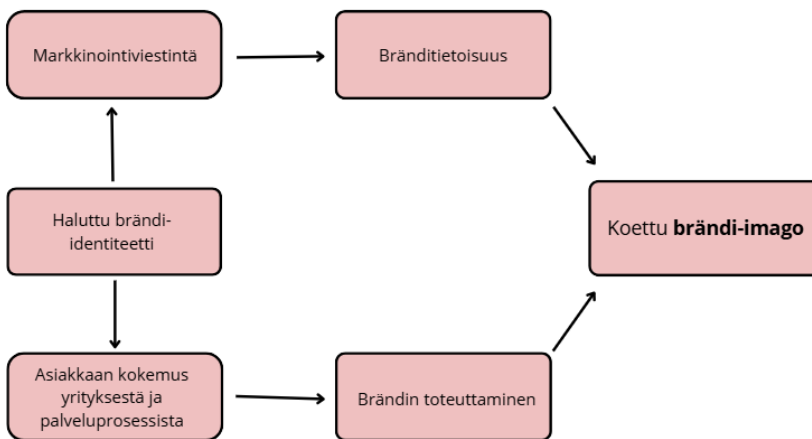 Markkinointiviestintä
Bränditietoisuus
Haluttu brändi-
identiteetti
Koettu brändi-imago
Asiakkaan kokemus
yrityksestä ja
palveluprosessista
Brändin toteuttaminen